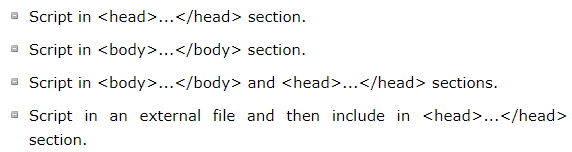 Script in <head>...</head> section.
Script in <body>...</body> section.
Script in <body>...</body> and <head>...</head> sections.
Script in an external file and then include in <head>...</head>
section.